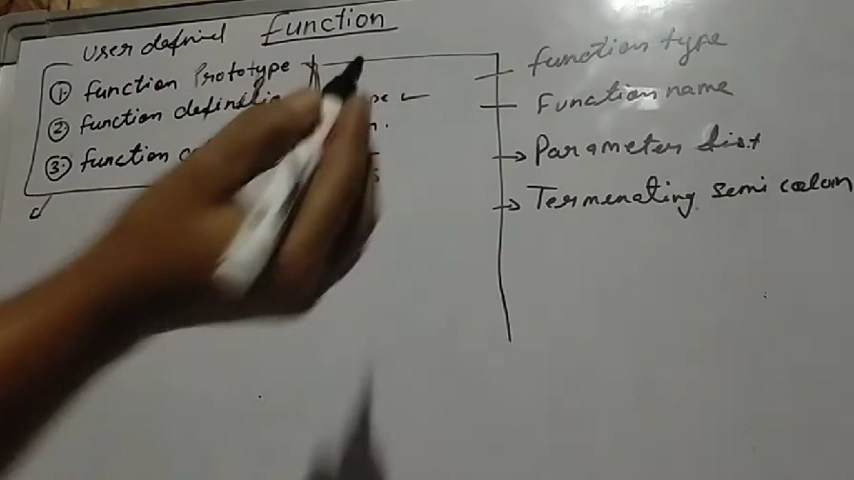 User defined function
① function Prototype
② function definition
③ function
function type
Function name
Parameter list
Termenating semi colon